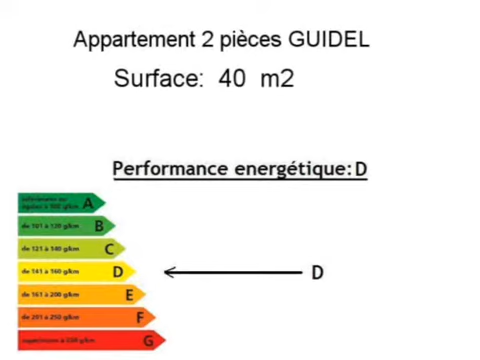 Appartement 2 pièces GUIDEL
Surface: 40 m2
Performance energétique: D
A
de 101 à 120 g/km B
de 121 à 140 g/km C
de 141 à 160 g/km D
D
de 161 à 200 g/km E
de 201 à 250 g/km F
G